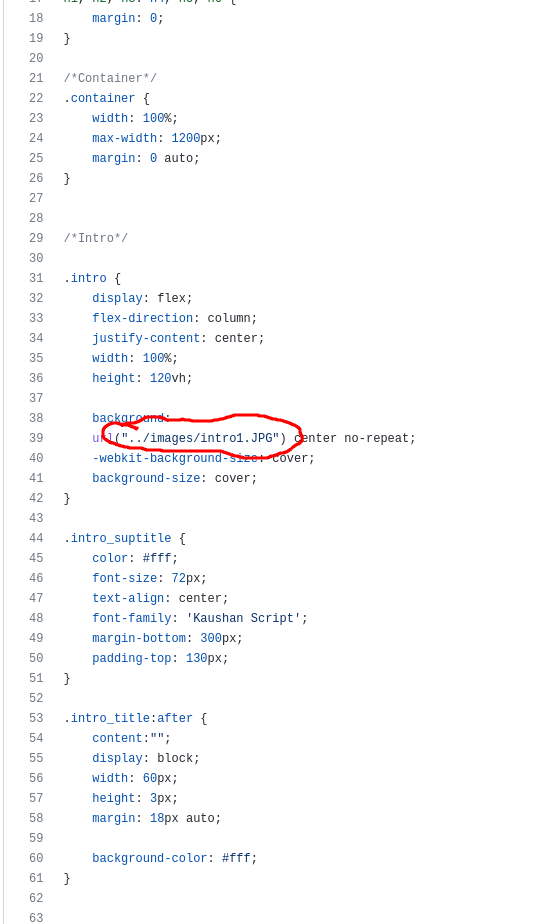 17 h1, h2, h3. h4, h5, h6 {
18 margin: 0;
19 }
20
21 /*Container*/
22 .container {
23 width: 100%;
24 max-width: 1200px;
25 margin: 0 auto;
26 }
27
28
29 /*Intro*/
30
31 .intro {
32 display: flex;
33 flex-direction: column;
34 justify-content: center;
35 width: 100%;
36 height: 120vh;
37
38 background:
39 url("../images/intro1.JPG") center no-repeat;
40 -webkit-background-size: cover;
41 background-size: cover;
42 }
43
44 .intro_suptitle {
45 color: #fff;
46 font-size: 72px;
47 text-align: center;
48 font-family: 'Kaushan Script';
49 margin-bottom: 300px;
50 padding-top: 130px;
51 }
52
53 .intro_title:after {
54 content:"";
55 display: block;
56 width: 60px;
57 height: 3px;
58 margin: 18px auto;
59
60 background-color: #fff;
61 }
62
63